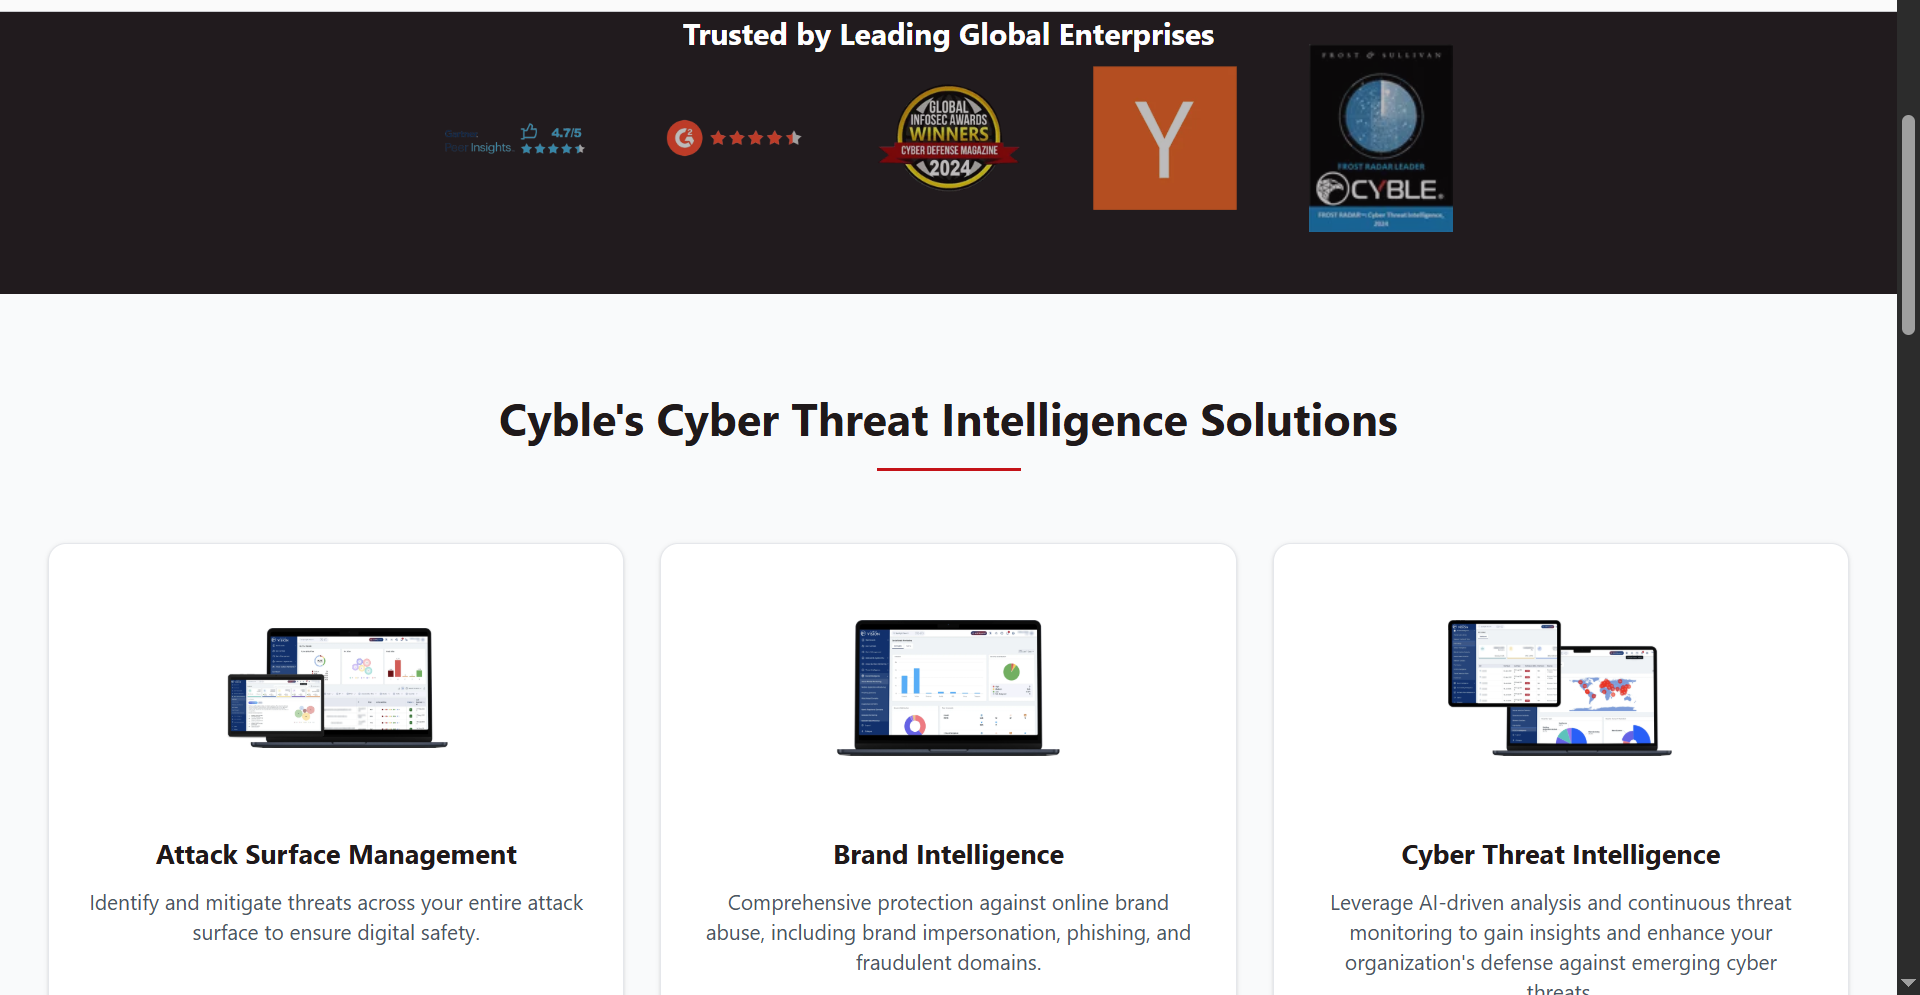 Trusted by Leading Global Enterprises
Gartner
Peer Insights
4.7/5
G2
GLOBAL
INFOSEC AWARDS
WINNERS
CYBER DEFENSE MAGAZINE
2024
Y
FROST & SULLIVAN
FROST RADAR LEADER
CYBLE®
FROST RADAR™: Cyber Threat Intelligence,
2024
Cyble's Cyber Threat Intelligence Solutions
Attack Surface Management
Identify and mitigate threats across your entire attack
surface to ensure digital safety.
Brand Intelligence
Comprehensive protection against online brand
abuse, including brand impersonation, phishing, and
fraudulent domains.
Cyber Threat Intelligence
Leverage AI-driven analysis and continuous threat
monitoring to gain insights and enhance your
organization's defense against emerging cyber
threats